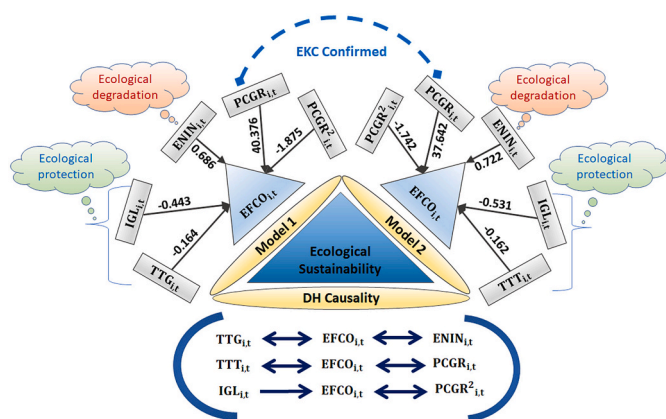 EKC Confirmed
Ecological
degradation
Ecological
degradation
PCGRi,t
PCGRi,t
ENINi,t
PCGR²i,t
PCGR²i,t
ENINi,t
40.376
-1.875
-1.742
37.642
0.686
0.722
Ecological
protection
Ecological
protection
IGLi,t
-0.443
EFCOi,t
EFCOi,t
-0.531
IGLi,t
-0.164
-0.162
TTGi,t
TTTi,t
Model 1
Model 2
Ecological
Sustainability
DH Causality
TTGi,t EFCOi,t ENINi,t
TTTi,t EFCOi,t PCGRi,t
IGLi,t EFCOi,t PCGR²i,t